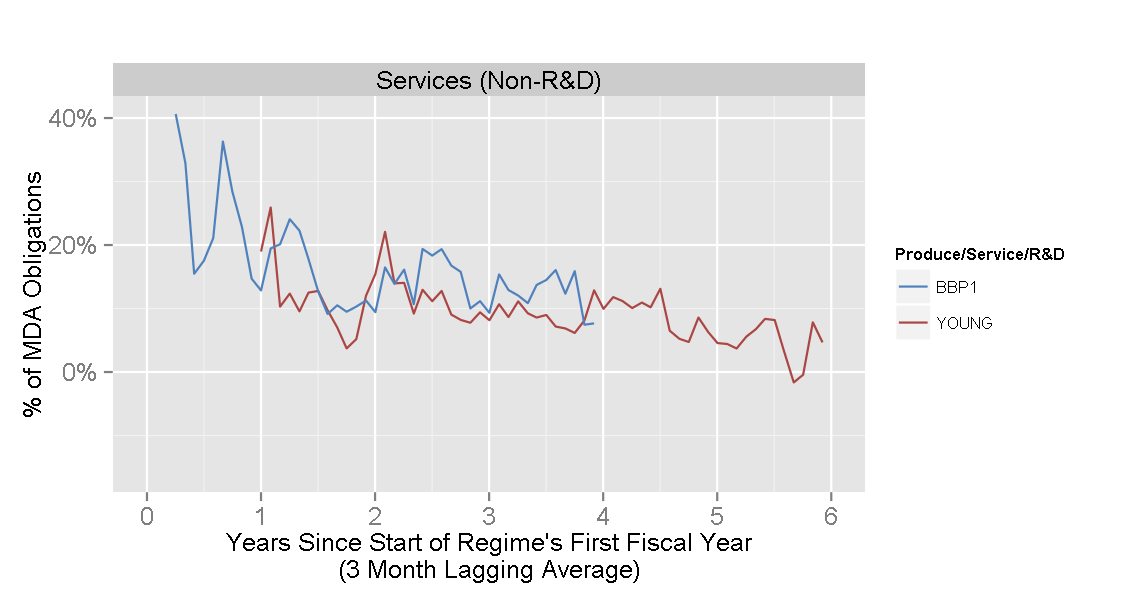 Services (Non-R&D)
40%
20%
0%
% of MDA Obligations
0 1 2 3 4 5 6
Years Since Start of Regime's First Fiscal Year
(3 Month Lagging Average)
Produce/Service/R&D
BBP1
YOUNG